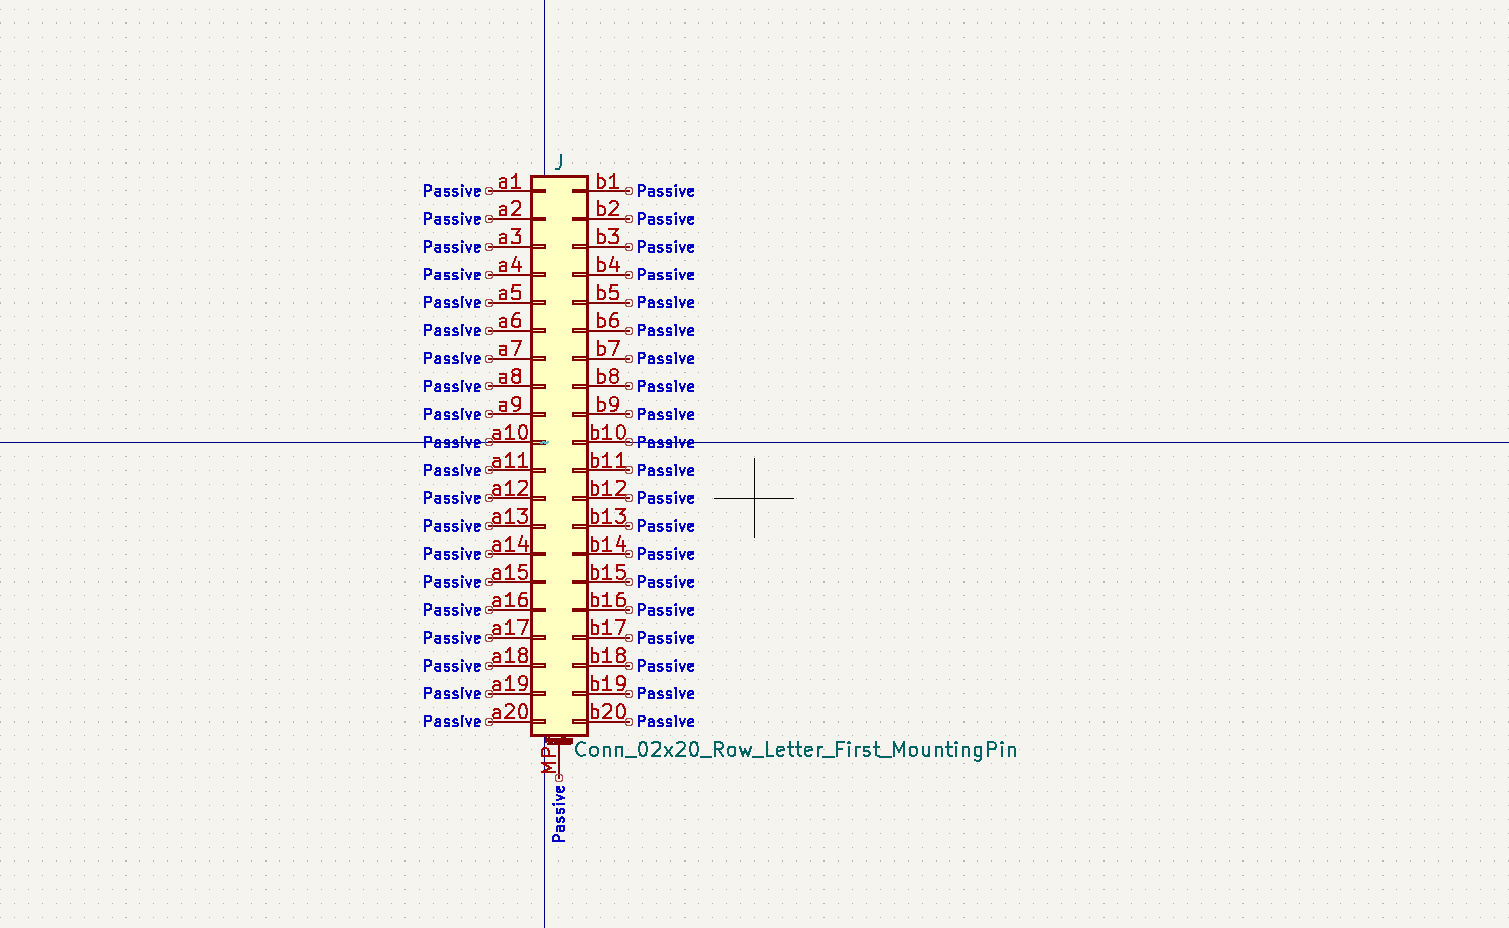 J
Passive a1 b1 Passive
Passive a2 b2 Passive
Passive a3 b3 Passive
Passive a4 b4 Passive
Passive a5 b5 Passive
Passive a6 b6 Passive
Passive a7 b7 Passive
Passive a8 b8 Passive
Passive a9 b9 Passive
Passive a10 b10 Passive
Passive a11 b11 Passive
Passive a12 b12 Passive
Passive a13 b13 Passive
Passive a14 b14 Passive
Passive a15 b15 Passive
Passive a16 b16 Passive
Passive a17 b17 Passive
Passive a18 b18 Passive
Passive a19 b19 Passive
Passive a20 b20 Passive
MP
Conn_02x20_Row_Letter_First_MountingPin
Passive